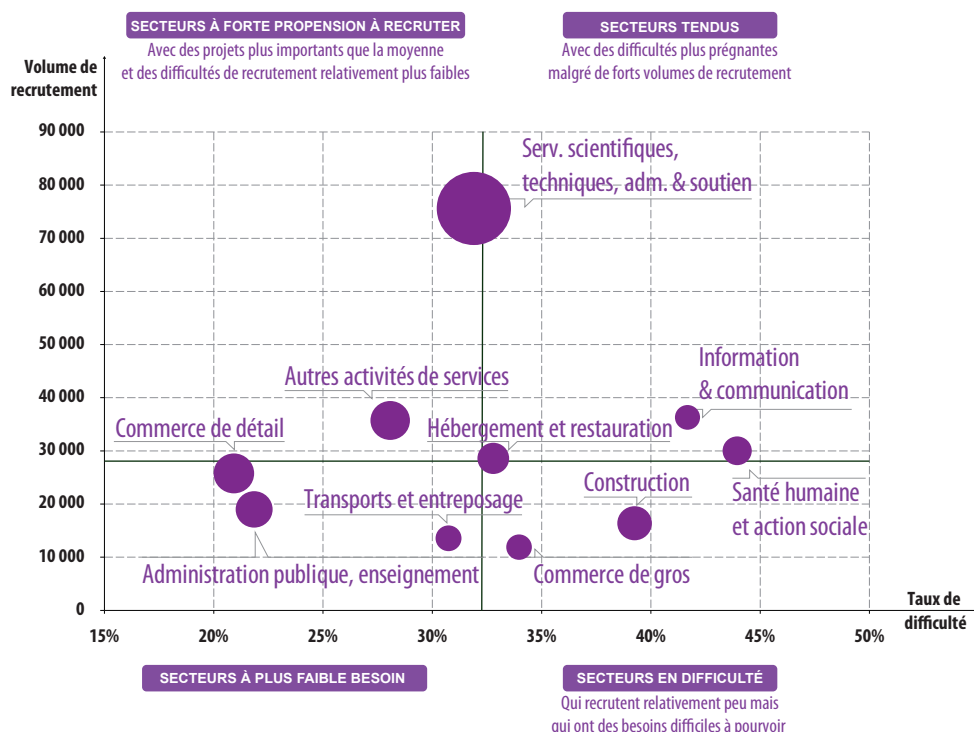 SECTEURS À FORTE PROPENSION À RECRUTER
Avec des projets plus importants que la moyenne
et des difficultés de recrutement relativement plus faibles
SECTEURS TENDUS
Avec des difficultés plus prégnantes
malgré de forts volumes de recrutement
Volume de
recrutement
90 000
80 000
70 000
60 000
50 000
40 000
30 000
20 000
10 000
0
Serv. scientifiques,
techniques, adm. & soutien
Information
& communication
Autres activités de services
Commerce de détail
Hébergement et restauration
Construction
Santé humaine
et action sociale
Transports et entreposage
Administration publique, enseignement
Commerce de gros
Taux de
difficulté
15%
20%
25%
30%
35%
40%
45%
50%
SECTEURS À PLUS FAIBLE BESOIN
SECTEURS EN DIFFICULTÉ
Qui recrutent relativement peu mais
qui ont des besoins difficiles à pourvoir